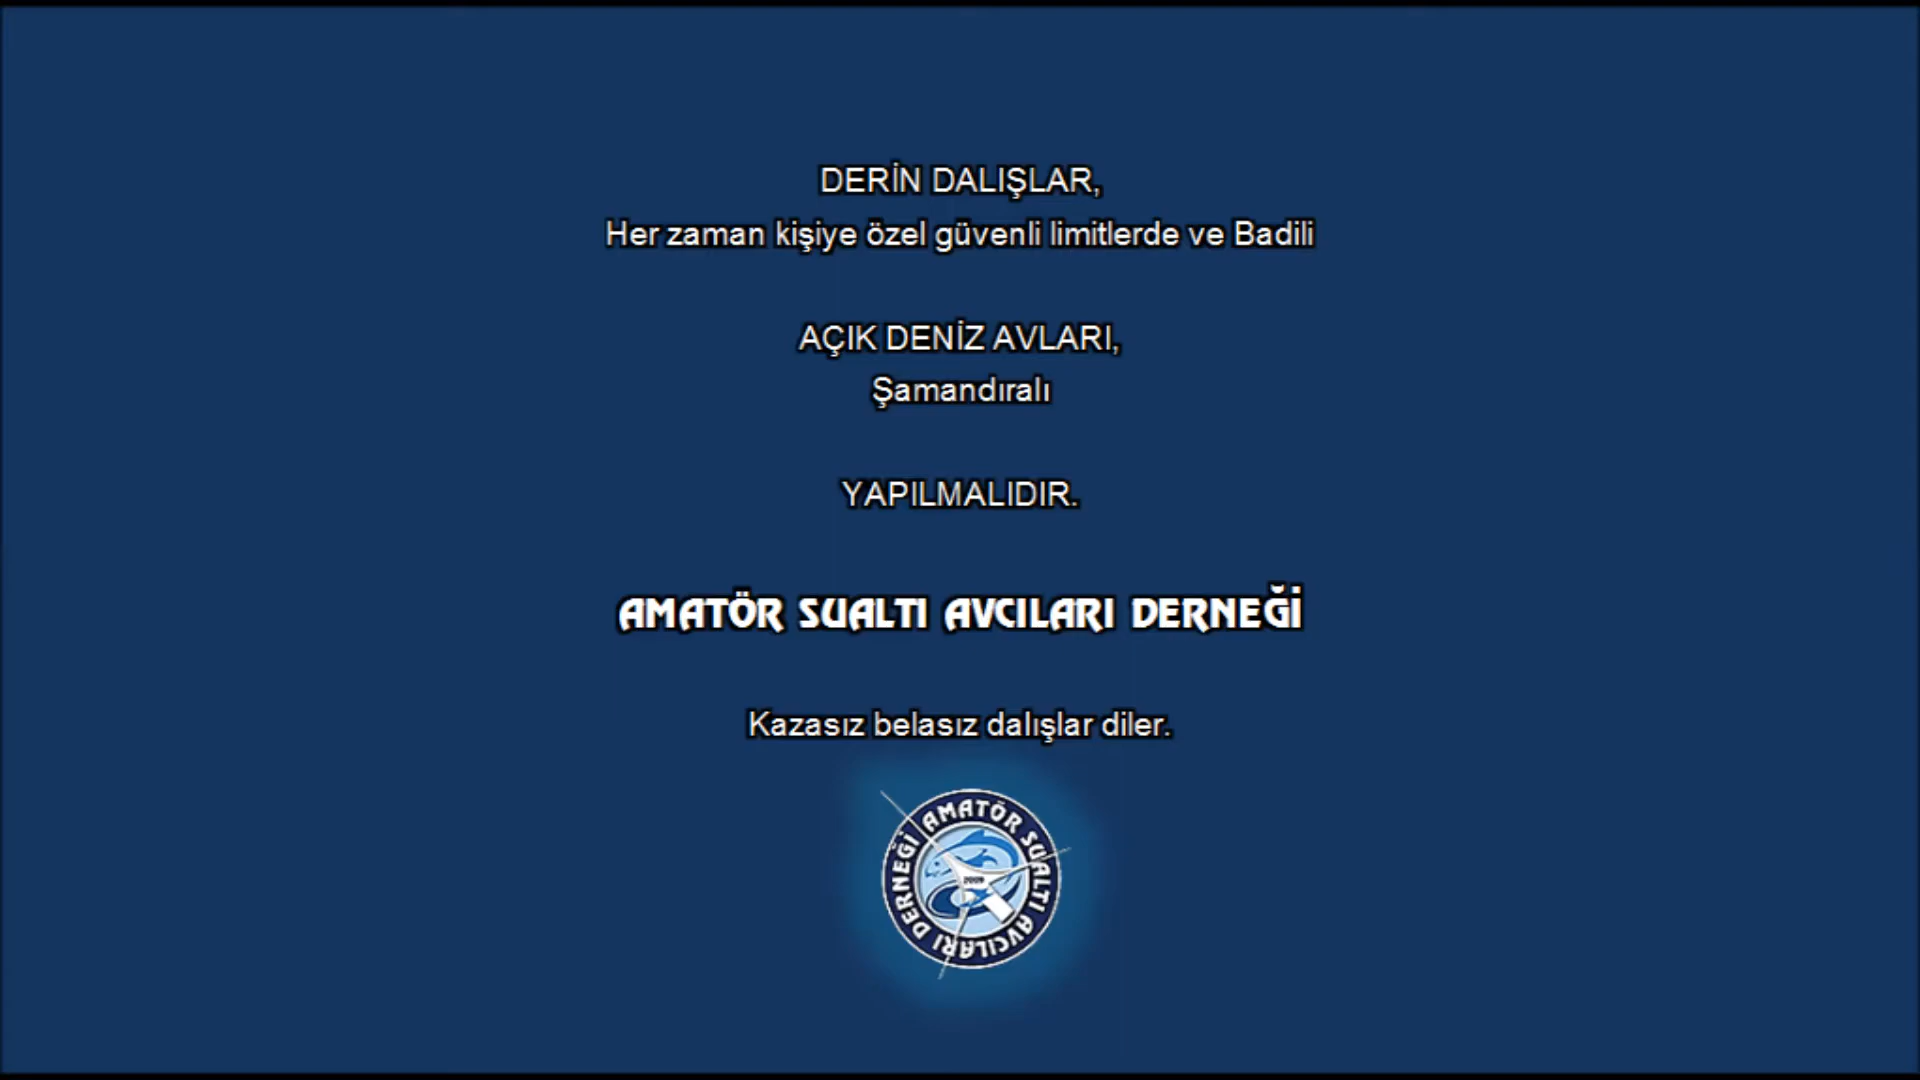 DERİN DALIŞLAR,
Her zaman kişiye özel güvenli limitlerde ve Badili
AÇIK DENİZ AVLARI,
Şamandıralı
YAPILMALIDIR.
AMATÖR SUALTI AVCILARI DERNEĞİ
Kazasız belasız dalışlar diler.
AMATÖR SUALTI AVCILARI DERNEĞİ